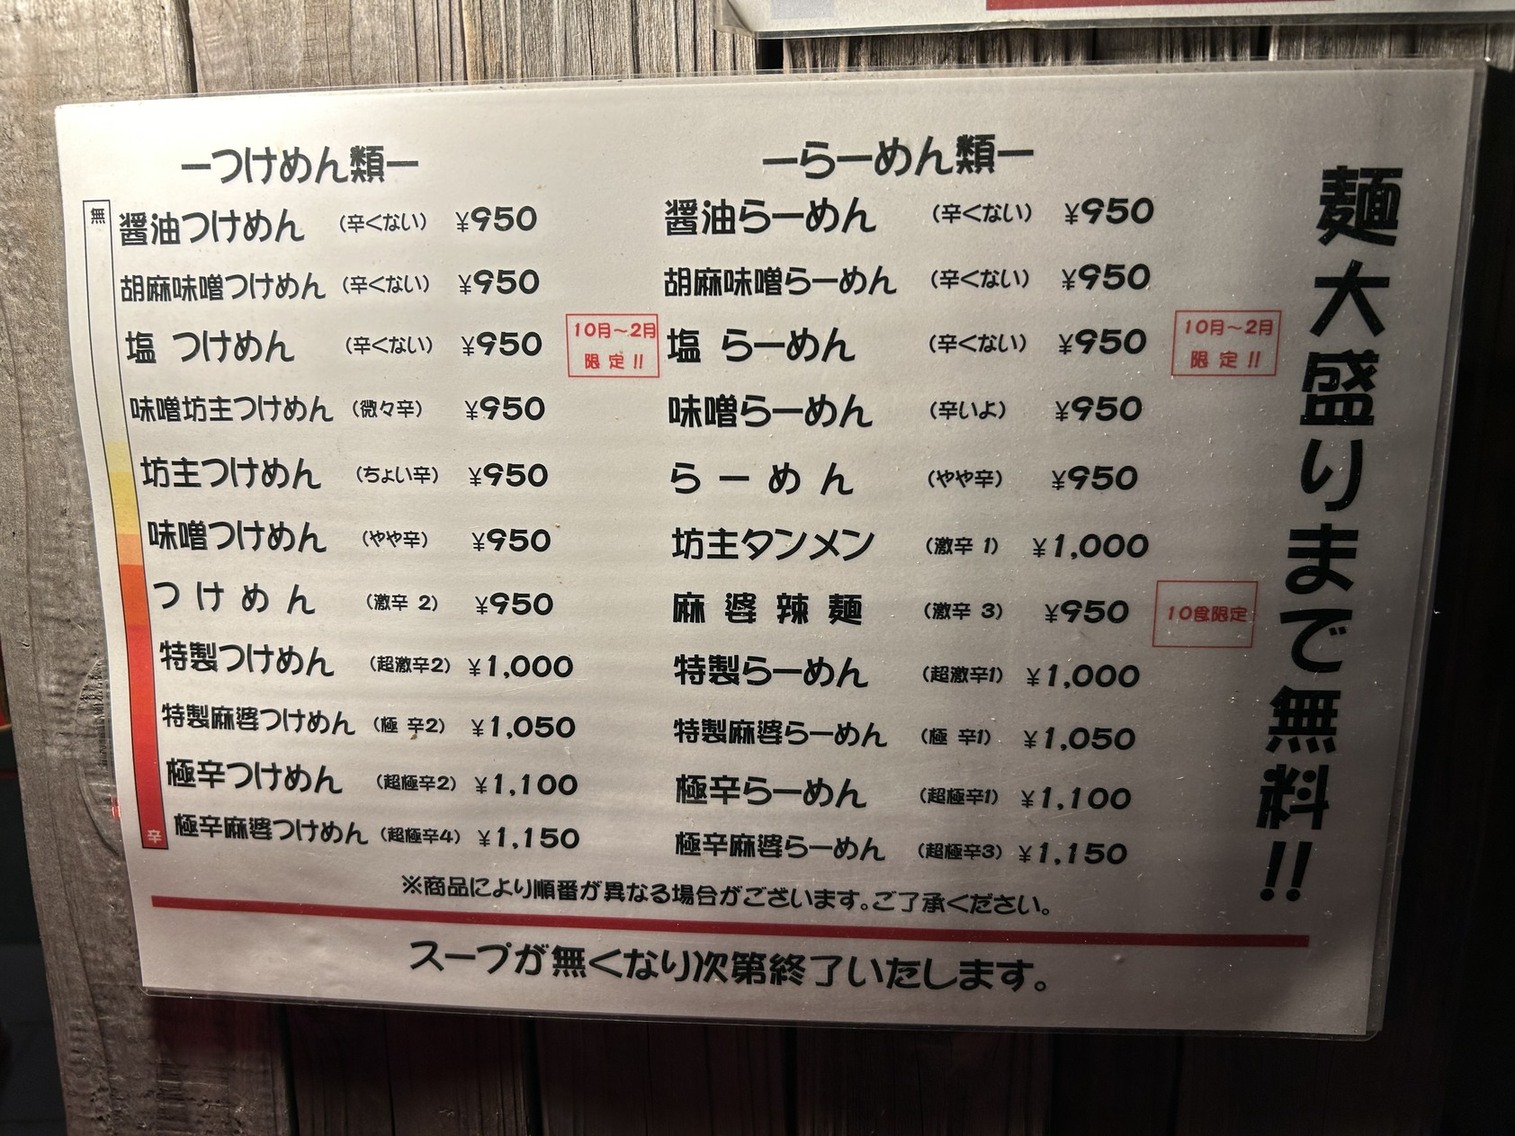 ーつけめん類ー
無
醤油つけめん (辛くない) ¥950
胡麻味噌つけめん (辛くない) ¥950
塩 つけめん (辛くない) ¥950 10月～2月
限定!!
味噌坊主つけめん (微々辛) ¥950
坊主つけめん (ちょい辛) ¥950
味噌つけめん (やや辛) ¥950
つけめん (激辛 2) ¥950
特製つけめん (超激辛2) ¥1,000
特製麻婆つけめん (極 辛2) ¥1,050
極辛つけめん (超極辛2) ¥1,100
極辛麻婆つけめん (超極辛4) ¥1,150
辛
ーらーめん類ー
醤油らーめん (辛くない) ¥950
胡麻味噌らーめん (辛くない) ¥950
塩 らーめん (辛くない) ¥950 10月～2月
限定!!
味噌らーめん (辛いよ) ¥950
らーめん (やや辛) ¥950
坊主タンメン (激辛 1) ¥1,000
麻婆辣麺 (激辛 3) ¥950 10食限定
特製らーめん (超激辛1) ¥1,000
特製麻婆らーめん (極 辛1) ¥1,050
極辛らーめん (超極辛1) ¥1,100
極辛麻婆らーめん (超極辛3) ¥1,150
麺大盛りまで無料!!
※商品により順番が異なる場合がございます。ご了承ください。
スープが無くなり次第終了いたします。